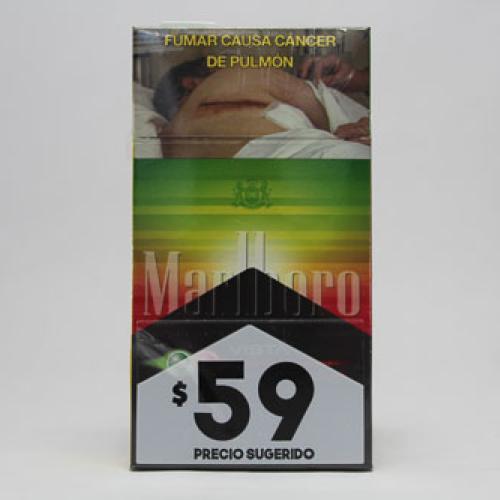 FUMAR CAUSA CÁNCER
DE PULMÓN
Marlboro
$59
PRECIO SUGERIDO